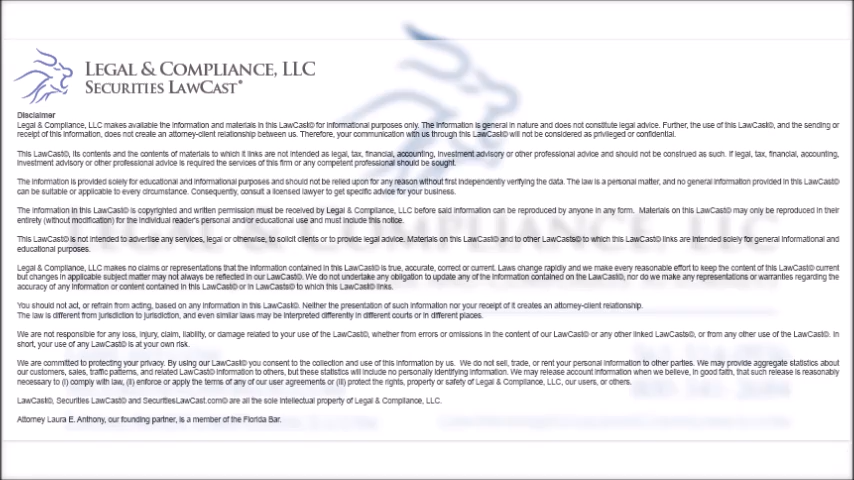 LEGAL & COMPLIANCE, LLC
SECURITIES LAWCAST®
Disclaimer
Legal & Compliance, LLC makes available the information and materials in this LawCast© for informational purposes only. The information is general in nature and does not constitute legal advice. Further, the use of this LawCast©, and the sending or
receipt of this information, does not create an attorney-client relationship between us. Therefore, your communication with us through this LawCast© will not be considered as privileged or confidential.
This LawCast©, its contents and the contents of materials to which it links are not intended as legal, tax, financial, accounting, investment advisory or other professional advice and should not be construed as such. If legal, tax, financial, accounting,
investment advisory or other professional advice is required the services of this firm or any competent professional should be sought.
The information is provided solely for educational and informational purposes and should not be relied upon for any reason without first independently verifying the data. The law is a personal matter, and no general information provided in this LawCast©
can be suitable or applicable to every circumstance. Consequently, consult a licensed lawyer to get specific advice for your business.
The information in this LawCast© is copyrighted and written permission must be received by Legal & Compliance, LLC before said information can be reproduced by anyone in any form. Materials on this LawCast© may only be reproduced in their
entirety (without modification) for the individual reader's personal and/or educational use and must include this notice.
This LawCast© is not intended to advertise any services, legal or otherwise, to solicit clients or to provide legal advice. Materials on this LawCast© and to other LawCasts© to which this LawCast© links are intended solely for general informational and
educational purposes.
Legal & Compliance, LLC makes no claims or representations that the information contained in this LawCast© is true, accurate, correct or current. Laws change rapidly and we make every reasonable effort to keep the content of this LawCast© current
but changes in applicable subject matter may not always be reflected in our LawCast©. We do not undertake any obligation to update any of the information contained on the LawCast©, nor do we make any representations or warranties regarding the
accuracy of any information or content contained in this LawCast© or in LawCasts© to which this LawCast© links.
You should not act, or refrain from acting, based on any information in this LawCast©. Neither the presentation of such information nor your receipt of it creates an attorney-client relationship.
The law is different from jurisdiction to jurisdiction, and even similar laws may be interpreted differently in different courts or in different places.
We are not responsible for any loss, injury, claim, liability, or damage related to your use of the LawCast©, whether from errors or omissions in the content of our LawCast© or any other linked LawCasts©, or from any other use of the LawCast©. In
short, your use of any LawCast© is at your own risk.
We are committed to protecting your privacy. By using our LawCast© you consent to the collection and use of this information by us. We do not sell, trade, or rent your personal information to other parties. We may provide aggregate statistics about
our customers, sales, traffic patterns, and related LawCast© information to others, but these statistics will include no personally identifying information. We may release account information when we believe, in good faith, that such release is reasonably
necessary to (i) comply with law, (ii) enforce or apply the terms of any of our user agreements or (iii) protect the rights, property or safety of Legal & Compliance, LLC, our users, or others.
LawCast©, Securities LawCast© and SecuritiesLawCast.com© are all the sole intellectual property of Legal & Compliance, LLC.
Attorney Laura E. Anthony, our founding partner, is a member of the Florida Bar.